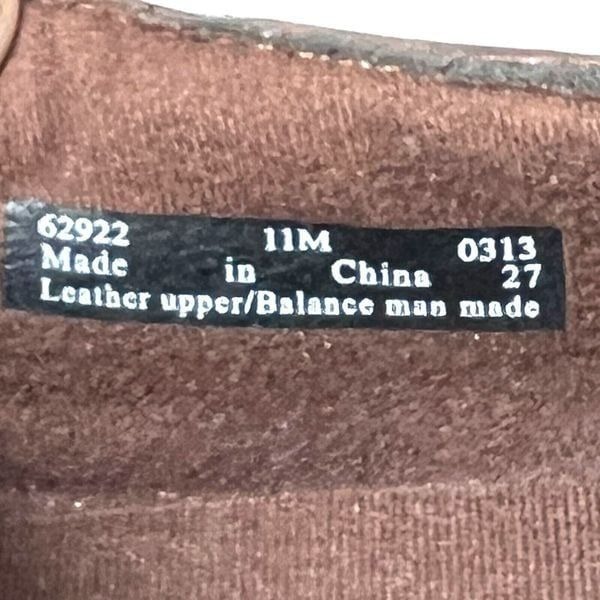 62922 11M 0313
Made in China 27
Leather upper/Balance man made